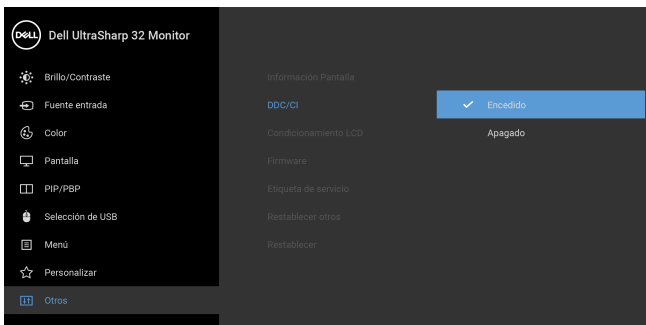 DELL Dell UltraSharp 32 Monitor
Brillo/Contraste
Fuente entrada
Color
Pantalla
PIP/PBP
Selección de USB
Menú
Personalizar
Otros
Información Pantalla
DDC/CI
Condicionamiento LCD
Firmware
Etiqueta de servicio
Restablecer otros
Restablecer
Encedido
Apagado